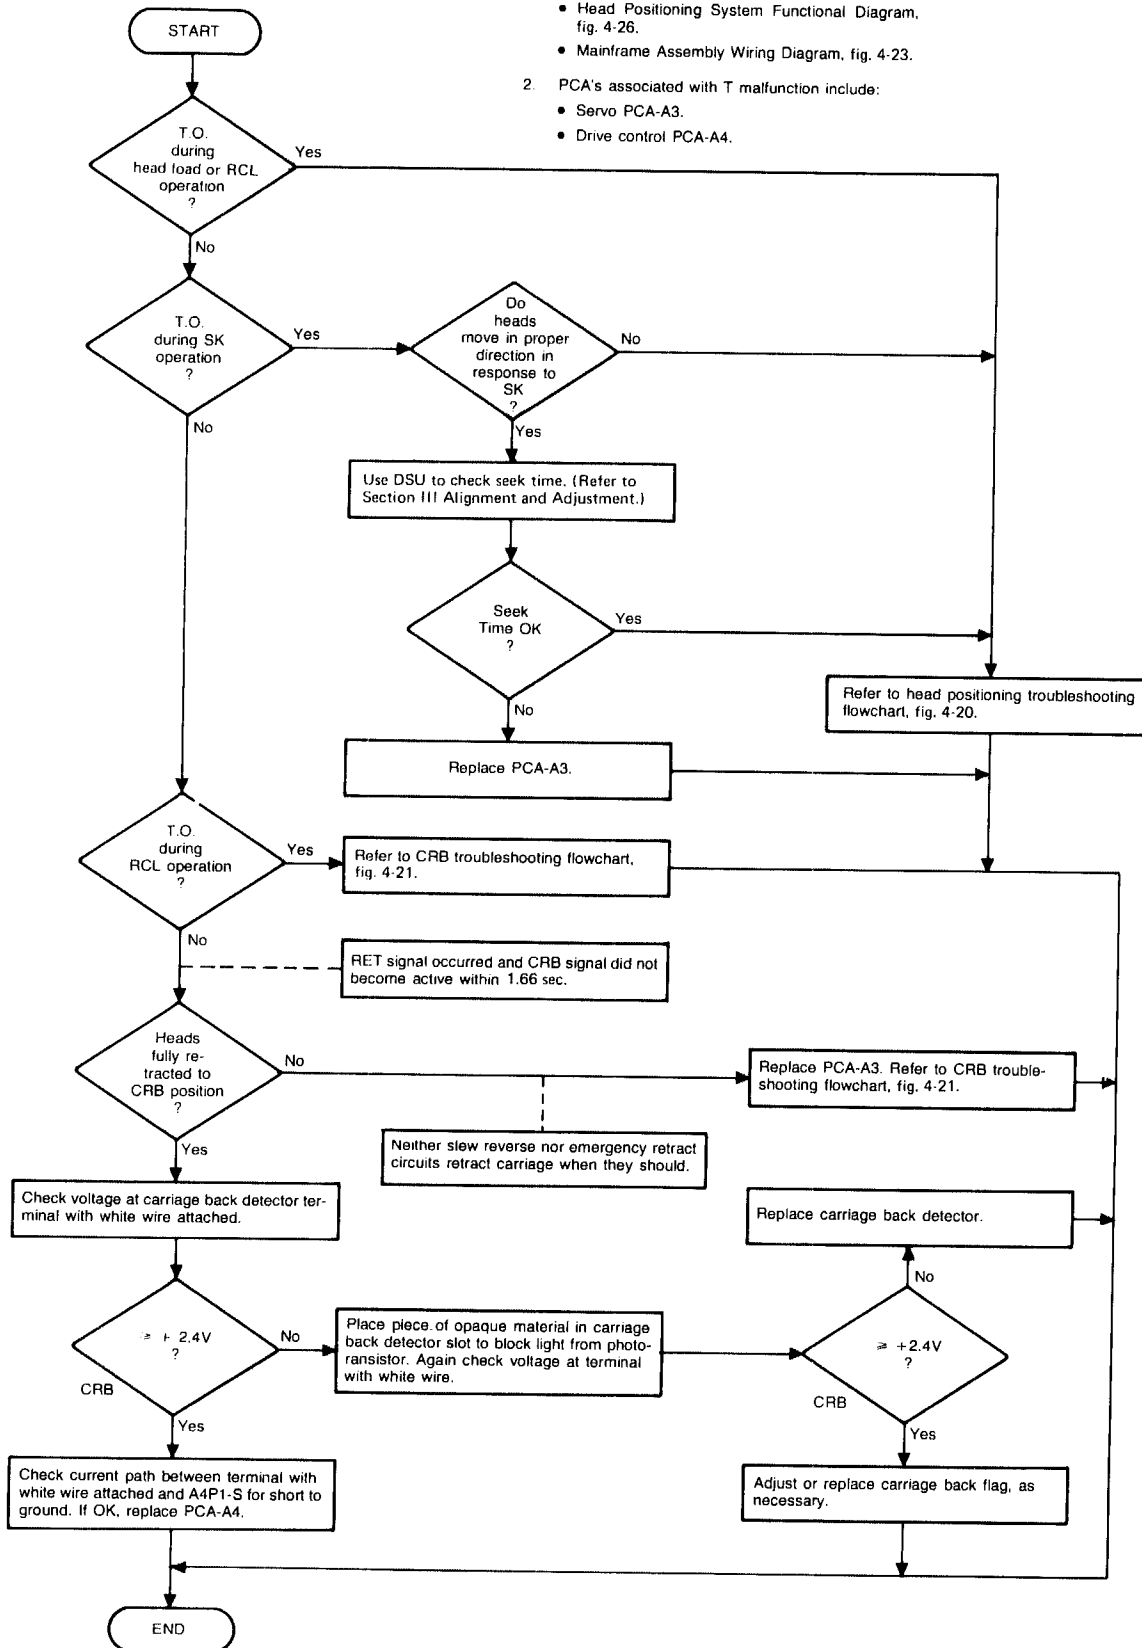 • Head Positioning System Functional Diagram,
fig. 4-26.
• Mainframe Assembly Wiring Diagram, fig. 4-23.
2. PCA's associated with T malfunction include:
• Servo PCA-A3.
• Drive control PCA-A4.
START
T.O.
during
head load or RCL
operation
?
Yes
No
T.O.
during SK
operation
?
Yes
No
Do
heads
move in proper
direction in
response to
SK
?
No
Yes
Use DSU to check seek time. (Refer to
Section III Alignment and Adjustment.)
Seek
Time OK
?
Yes
No
Refer to head positioning troubleshooting
flowchart, fig. 4-20.
Replace PCA-A3.
T.O.
during
RCL operation
?
Yes
No
Refer to CRB troubleshooting flowchart,
fig. 4-21.
RET signal occurred and CRB signal did not
become active within 1.66 sec.
Heads
fully re-
tracted to
CRB position
?
No
Yes
Replace PCA-A3. Refer to CRB trouble-
shooting flowchart, fig. 4-21.
Neither slew reverse nor emergency retract
circuits retract carriage when they should.
Check voltage at carriage back detector ter-
minal with white wire attached.
Replace carriage back detector.
≥ + 2.4V
?
CRB
No
Yes
Place piece of opaque material in carriage
back detector slot to block light from photo-
ransistor. Again check voltage at terminal
with white wire.
No
≥ +2.4V
?
CRB
Yes
Check current path between terminal with
white wire attached and A4P1-S for short to
ground. If OK, replace PCA-A4.
Adjust or replace carriage back flag, as
necessary.
END